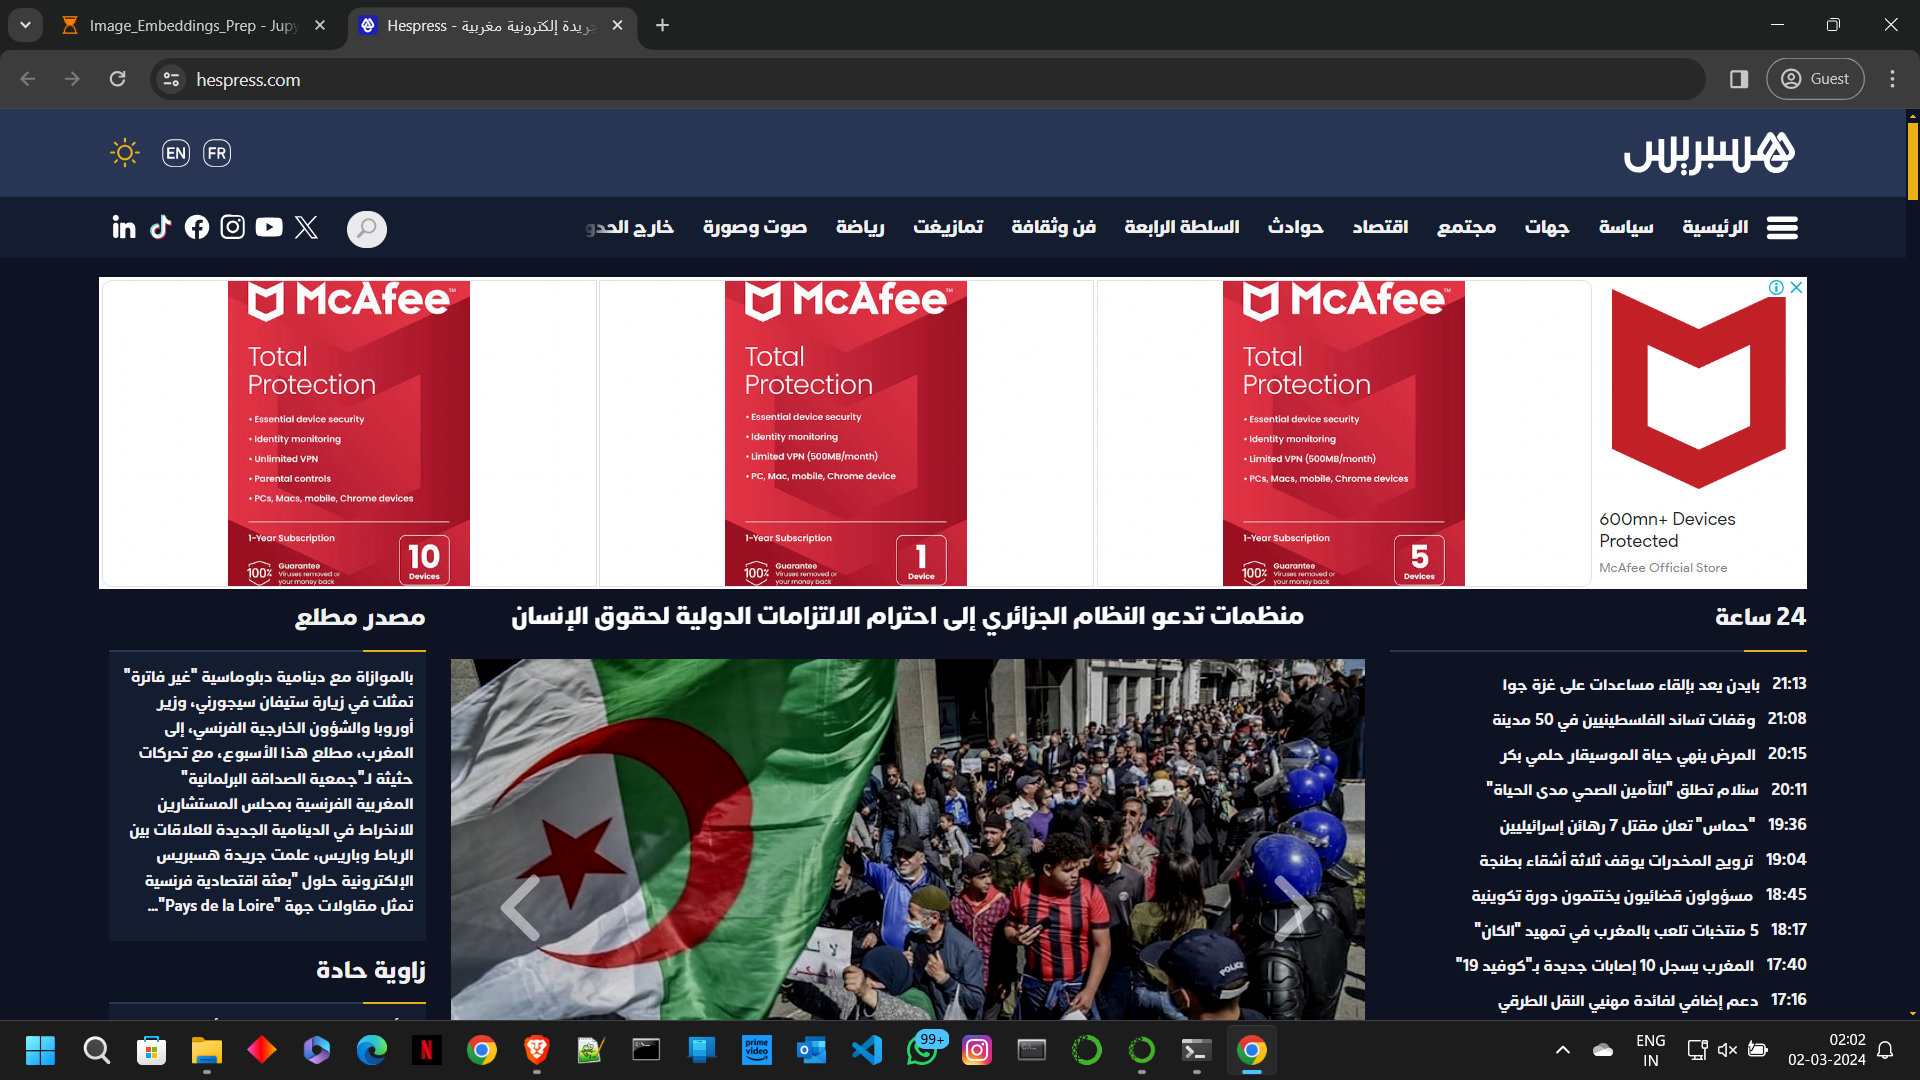 Image_Embeddings_Prep - Jupy
Hespress - جريدة إلكترونية مغربية
hespress.com
Guest
EN
FR
هسبريس
الرئيسية
سياسة
جهات
مجتمع
اقتصاد
حوادث
السلطة الرابعة
فن وثقافة
تمازيغت
رياضة
صوت وصورة
خارج الحدو
McAfee™
Total
Protection
• Essential device security
• Identity monitoring
• Unlimited VPN
• Parental controls
• PCs, Macs, mobile, Chrome devices
1-Year Subscription
100%
Guarantee
Viruses removed or
your money back
10
Devices
McAfee™
Total
Protection
• Essential device security
• Identity monitoring
• Limited VPN (500MB/month)
• PC, Mac, mobile, Chrome device
1-Year Subscription
100%
Guarantee
Viruses removed or
your money back
1
Device
McAfee™
Total
Protection
• Essential device security
• Identity monitoring
• Limited VPN (500MB/month)
• PCs, Macs, mobile, Chrome devices
1-Year Subscription
100%
Guarantee
Viruses removed or
your money back
5
Devices
600mn+ Devices
Protected
McAfee Official Store
24 ساعة
21:13 بايدن يعد بإلقاء مساعدات على غزة جوا
21:08 وقفات تساند الفلسطينيين في 50 مدينة
20:15 المرض ينهي حياة الموسيقار حلمي بكر
20:11 سنلام تطلق "التأمين الصحي مدى الحياة"
19:36 "حماس" تعلن مقتل 7 رهائن إسرائيليين
19:04 ترويج المخدرات يوقف ثلاثة أشقاء بطنجة
18:45 مسؤولون قضائيون يختتمون دورة تكوينية
18:17 5 منتخبات تلعب بالمغرب في تمهيد "الكان"
17:40 المغرب يسجل 10 إصابات جديدة بـ"كوفيد 19"
17:16 دعم إضافي لفائدة مهنيي النقل الطرقي
منظمات تدعو النظام الجزائري إلى احترام الالتزامات الدولية لحقوق الإنسان
POLICE
مصدر مطلع
بالموازاة مع دينامية دبلوماسية "غير فاترة"
تمثلت في زيارة ستيفان سيجورني، وزير
أوروبا والشؤون الخارجية الفرنسي، إلى
المغرب، مطلع هذا الأسبوع، مع تحركات
حثيثة لـ"جمعية الصداقة البرلمانية"
المغربية الفرنسية بمجلس المستشارين
للانخراط في الدينامية الجديدة للعلاقات بين
الرباط وباريس، علمت جريدة هسبريس
الإلكترونية حلول "بعثة اقتصادية فرنسية
تمثل مقاولات جهة "Pays de la Loire"...
زاوية حادة
prime
video
99+
ENG
IN
02:02
02-03-2024